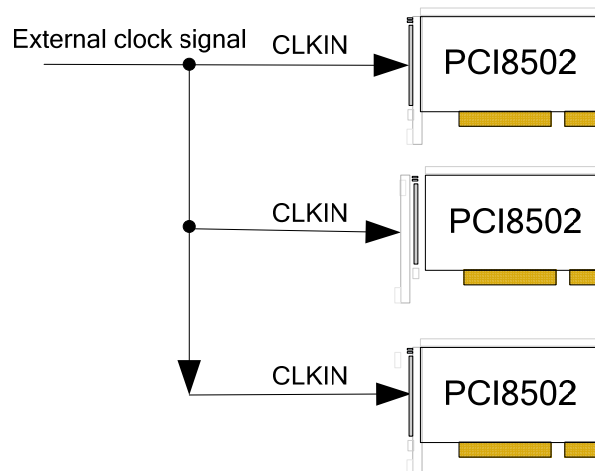 External clock signal
CLKIN
PCI8502
CLKIN
PCI8502
CLKIN
PCI8502